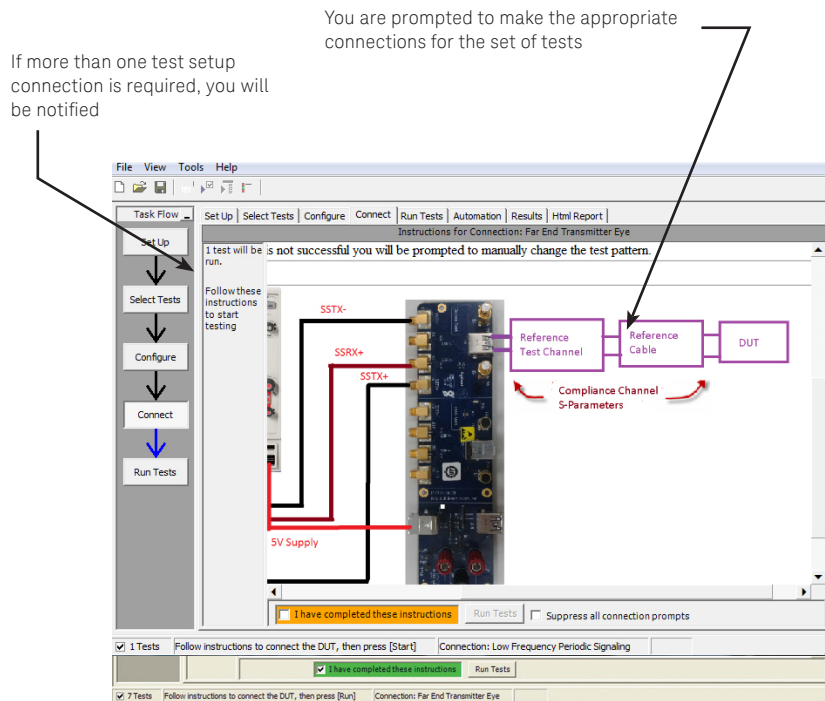 You are prompted to make the appropriate
connections for the set of tests
If more than one test setup
connection is required, you will
be notified
File View Tools Help
Task Flow
Set Up Select Tests Configure Connect Run Tests Automation Results Html Report
Instructions for Connection: Far End Transmitter Eye
Set Up
Select Tests
Configure
Connect
Run Tests
1 test will be
run.
Follow these
instructions
to start
testing
is not successful you will be prompted to manually change the test pattern.
SSTX-
SSRX+
SSTX+
5V Supply
Reference
Test Channel
Reference
Cable
DUT
Compliance Channel
S-Parameters
I have completed these instructions Run Tests Suppress all connection prompts
1 Tests Follow instructions to connect the DUT, then press [Start] Connection: Low Frequency Periodic Signaling
I have completed these instructions Run Tests
7 Tests Follow instructions to connect the DUT, then press [Run] Connection: Far End Transmitter Eye